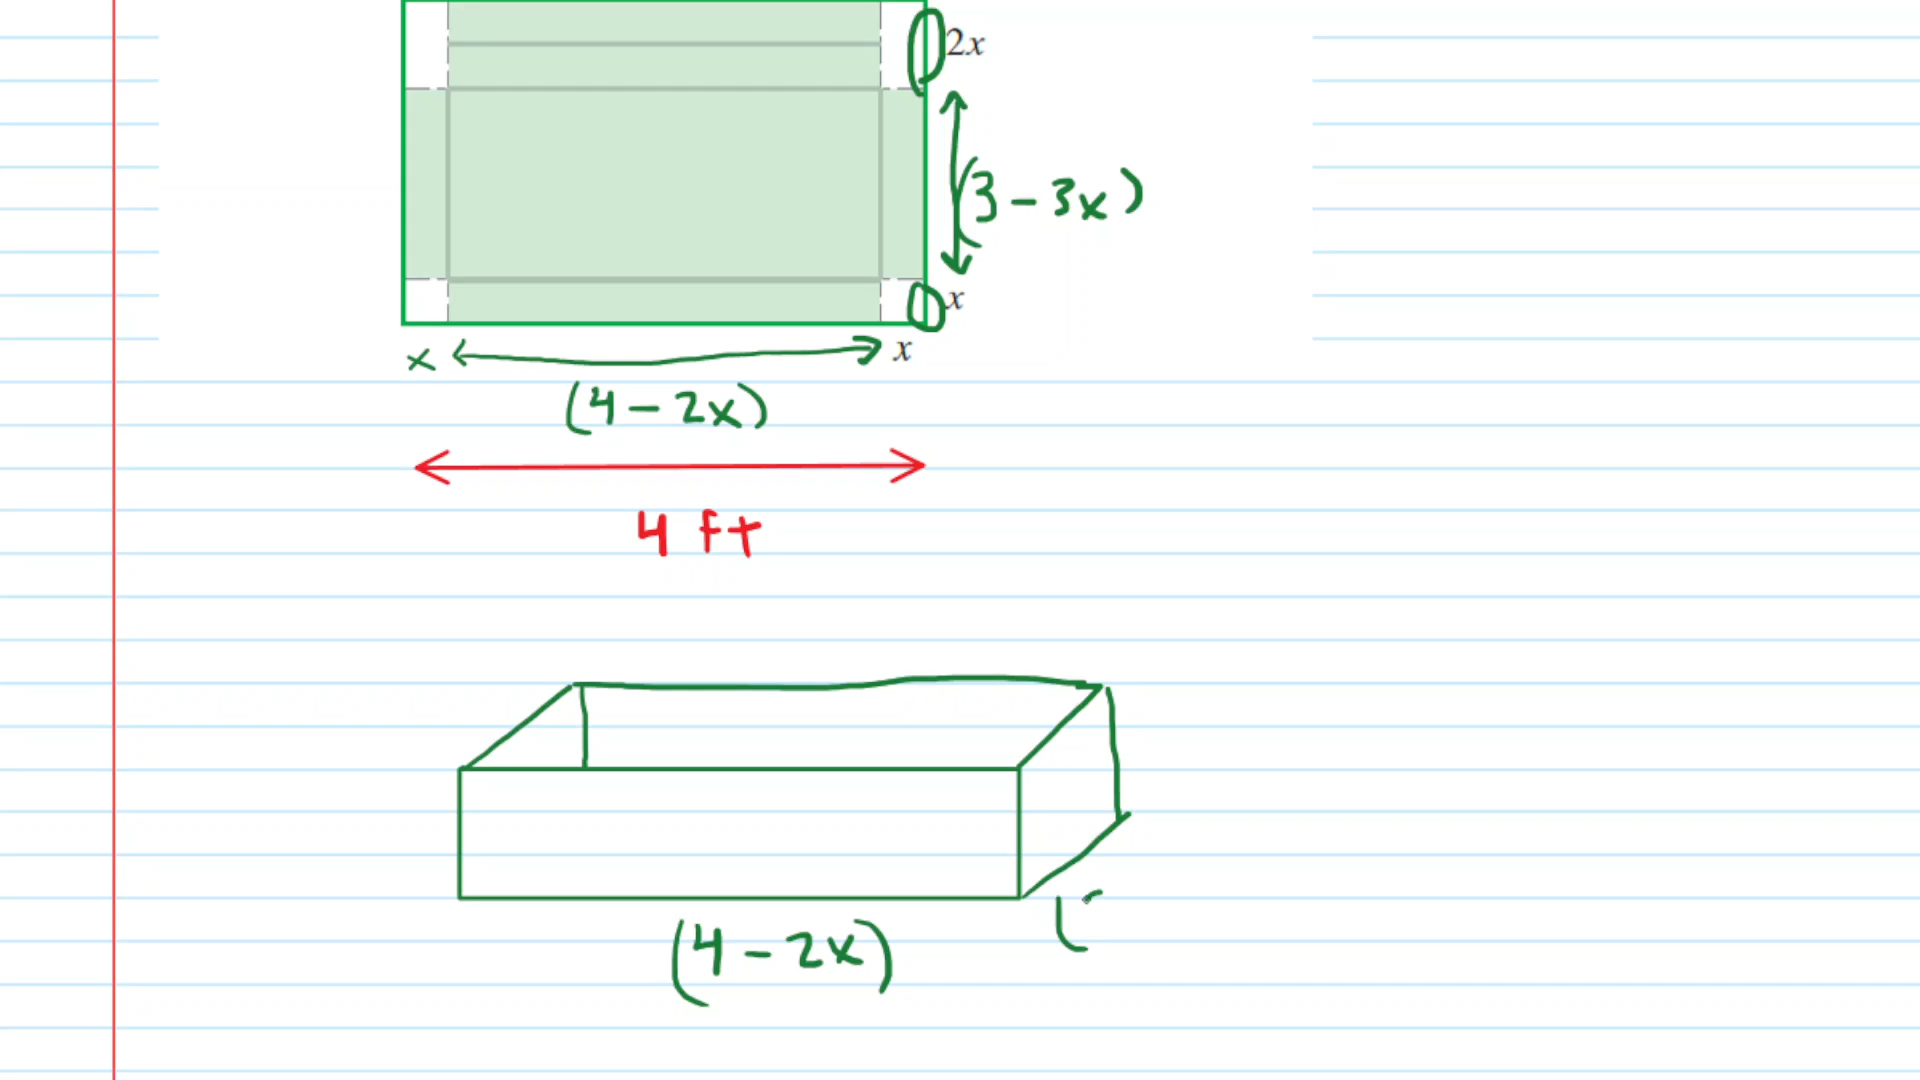 2x
(3 - 3x)
x
x
x
(4 - 2x)
4 ft
(4 - 2x)
(